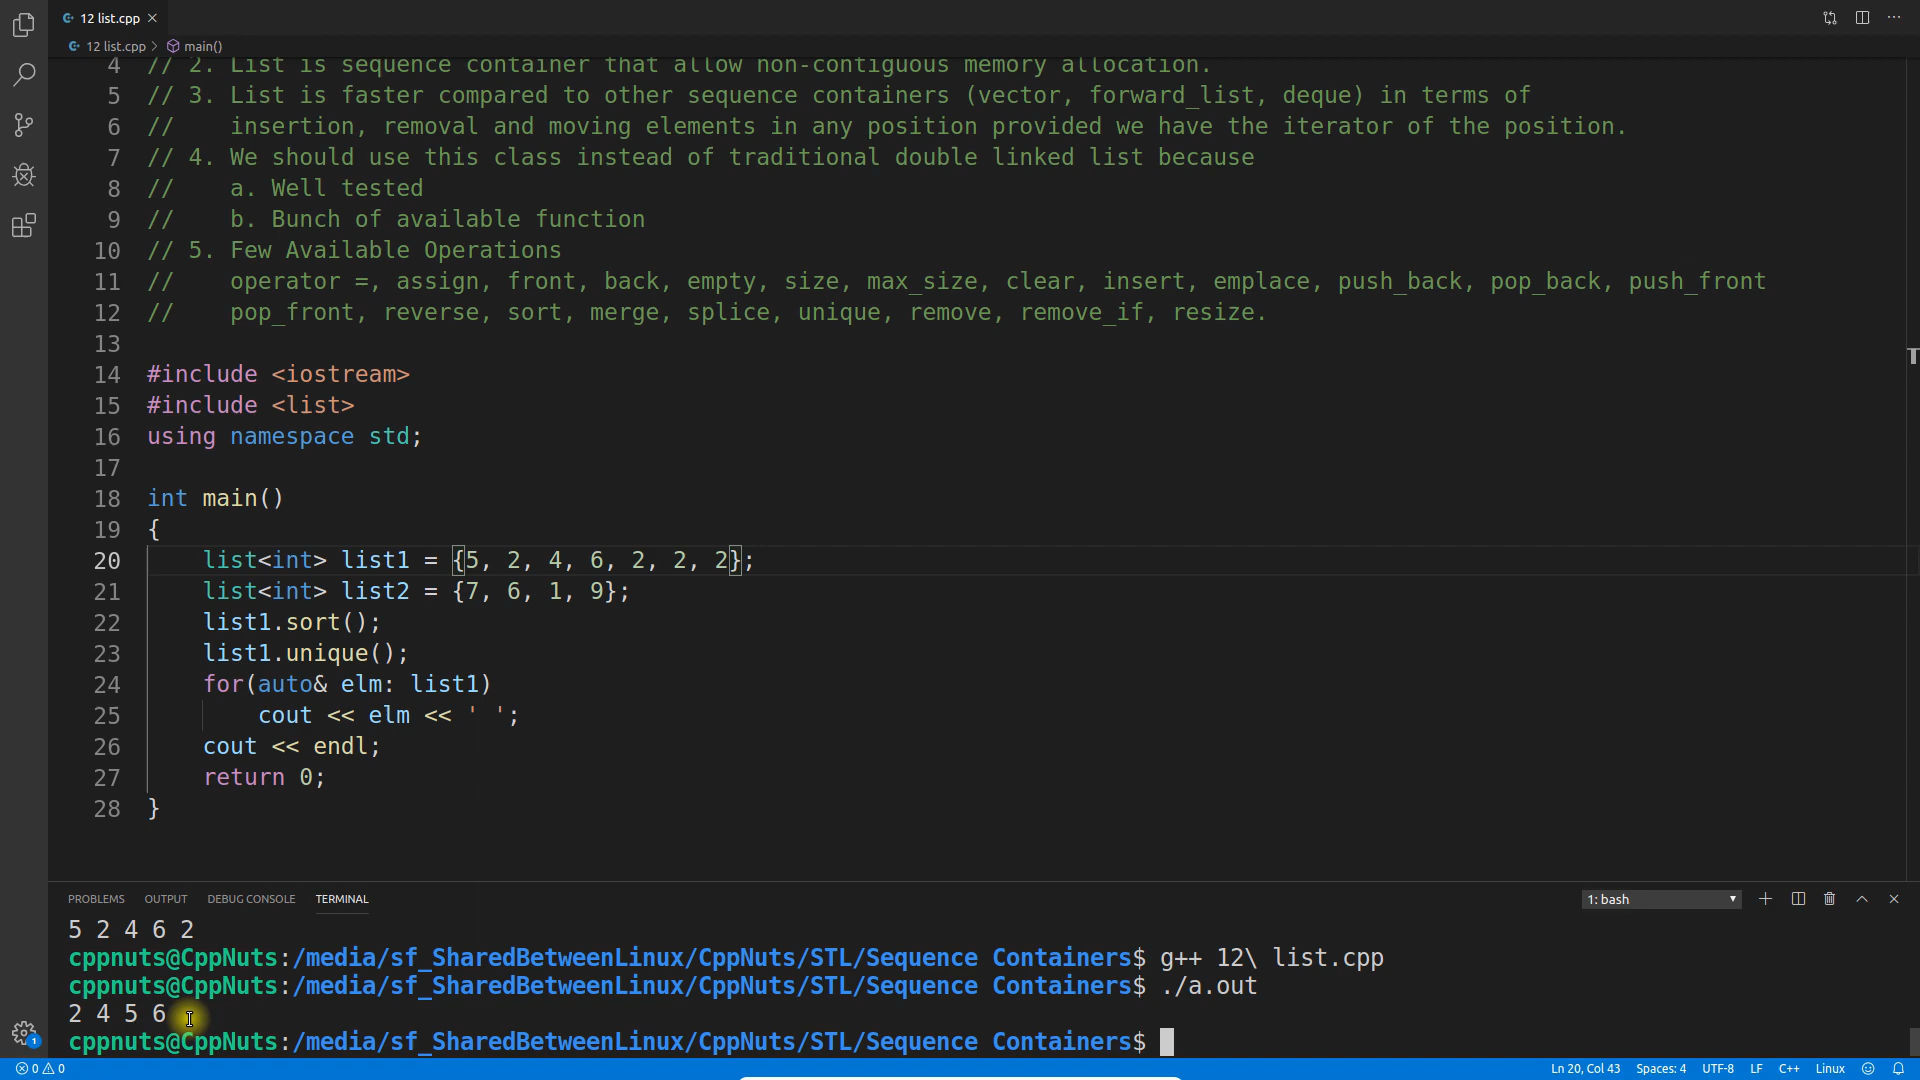 12 list.cpp
12 list.cpp > main()
4 // 2. List is sequence container that allow non-contiguous memory allocation.
5 // 3. List is faster compared to other sequence containers (vector, forward_list, deque) in terms of
6 //    insertion, removal and moving elements in any position provided we have the iterator of the position.
7 // 4. We should use this class instead of traditional double linked list because
8 //    a. Well tested
9 //    b. Bunch of available function
10 // 5. Few Available Operations
11 //    operator =, assign, front, back, empty, size, max_size, clear, insert, emplace, push_back, pop_back, push_front
12 //    pop_front, reverse, sort, merge, splice, unique, remove, remove_if, resize.
13
14 #include <iostream>
15 #include <list>
16 using namespace std;
17
18 int main()
19 {
20     list<int> list1 = {5, 2, 4, 6, 2, 2, 2};
21     list<int> list2 = {7, 6, 1, 9};
22     list1.sort();
23     list1.unique();
24     for(auto& elm: list1)
25         cout << elm << ' ';
26     cout << endl;
27     return 0;
28 }
PROBLEMS OUTPUT DEBUG CONSOLE TERMINAL 1: bash
5 2 4 6 2
cppnuts@CppNuts:/media/sf_SharedBetweenLinux/CppNuts/STL/Sequence Containers$ g++ 12\ list.cpp
cppnuts@CppNuts:/media/sf_SharedBetweenLinux/CppNuts/STL/Sequence Containers$ ./a.out
2 4 5 6
cppnuts@CppNuts:/media/sf_SharedBetweenLinux/CppNuts/STL/Sequence Containers$
1
0 0 Ln 20, Col 43 Spaces: 4 UTF-8 LF C++ Linux